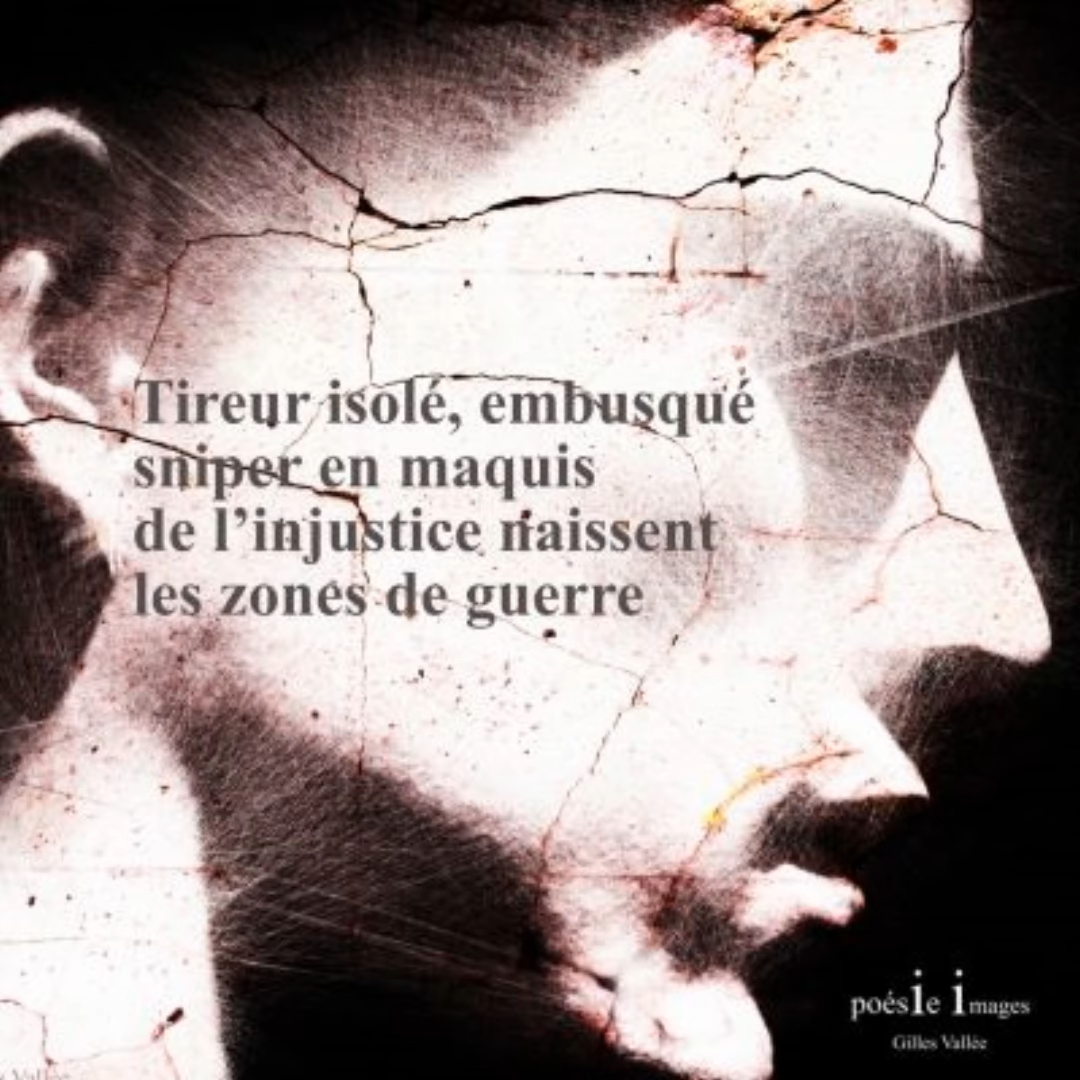 Tireur isolé, embusqué
sniper en maquis
de l’injustice naissent
les zones de guerre
poésie images
Gilles Vallée